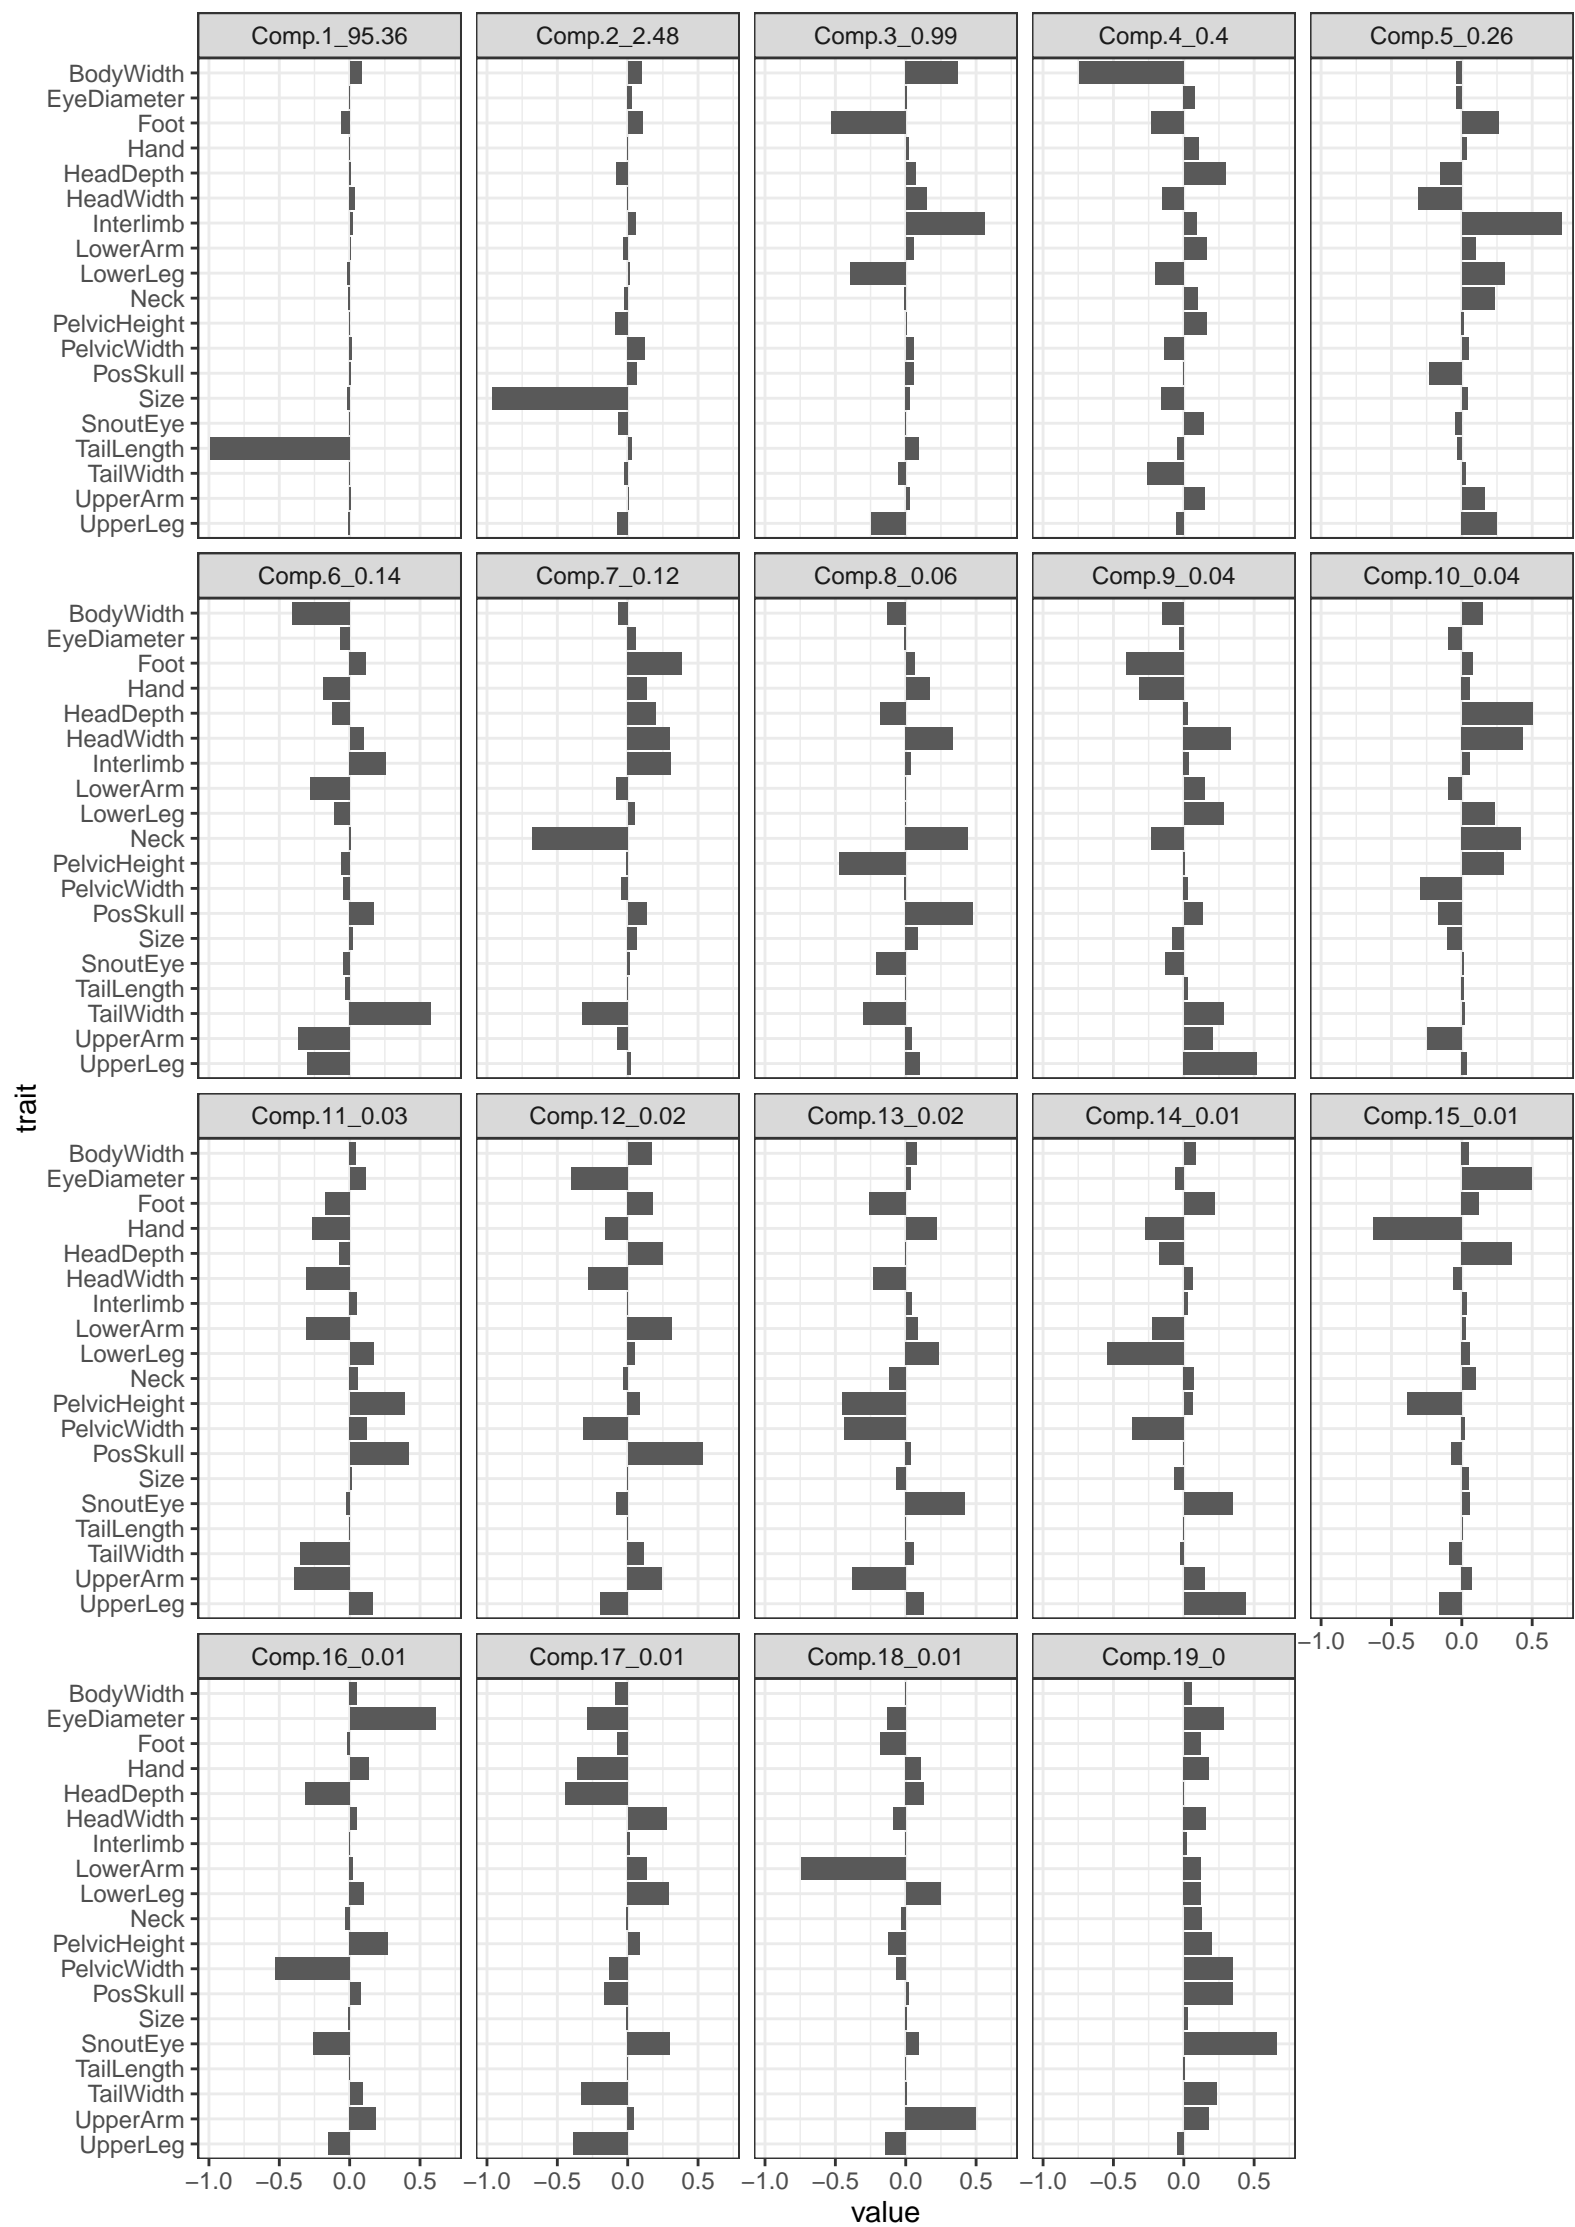 Comp.1_95.36 Comp.2_2.48 Comp.3_0.99 Comp.4_0.4 Comp.5_0.26
BodyWidth
EyeDiameter
Foot
Hand
HeadDepth
HeadWidth
Interlimb
LowerArm
LowerLeg
Neck
PelvicHeight
PelvicWidth
PosSkull
Size
SnoutEye
TailLength
TailWidth
UpperArm
UpperLeg
Comp.6_0.14 Comp.7_0.12 Comp.8_0.06 Comp.9_0.04 Comp.10_0.04
BodyWidth
EyeDiameter
Foot
Hand
HeadDepth
HeadWidth
Interlimb
LowerArm
LowerLeg
Neck
PelvicHeight
PelvicWidth
PosSkull
Size
SnoutEye
TailLength
TailWidth
UpperArm
UpperLeg
trait
Comp.11_0.03 Comp.12_0.02 Comp.13_0.02 Comp.14_0.01 Comp.15_0.01
BodyWidth
EyeDiameter
Foot
Hand
HeadDepth
HeadWidth
Interlimb
LowerArm
LowerLeg
Neck
PelvicHeight
PelvicWidth
PosSkull
Size
SnoutEye
TailLength
TailWidth
UpperArm
UpperLeg
−1.0 −0.5 0.0 0.5
Comp.16_0.01 Comp.17_0.01 Comp.18_0.01 Comp.19_0
BodyWidth
EyeDiameter
Foot
Hand
HeadDepth
HeadWidth
Interlimb
LowerArm
LowerLeg
Neck
PelvicHeight
PelvicWidth
PosSkull
Size
SnoutEye
TailLength
TailWidth
UpperArm
UpperLeg
−1.0 −0.5 0.0 0.5 −1.0 −0.5 0.0 0.5 −1.0 −0.5 0.0 0.5 −1.0 −0.5 0.0 0.5
value